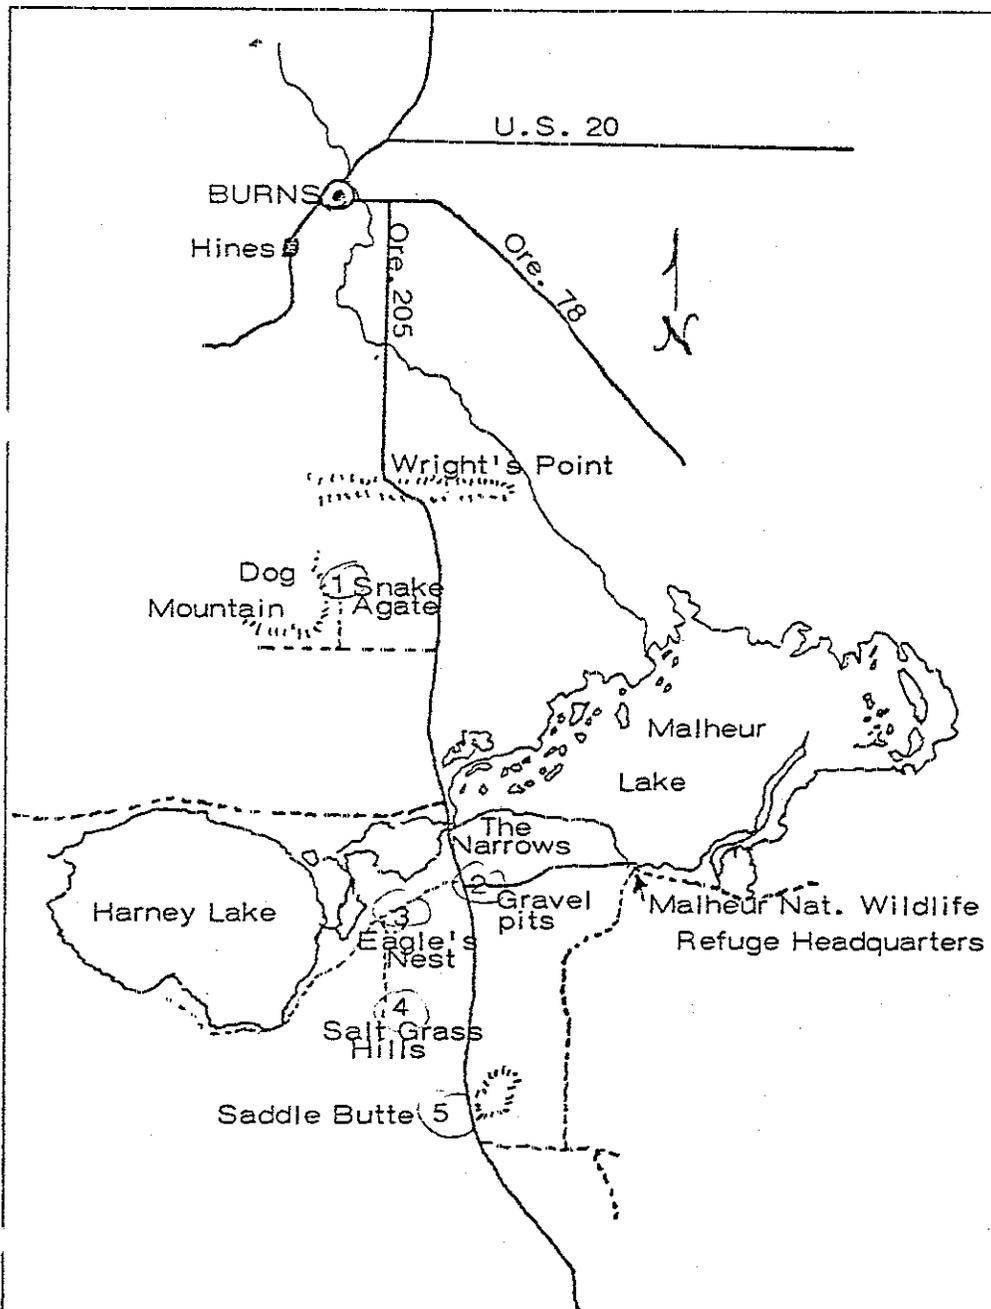 U.S. 20
BURNS
Hines
Ore. 205
Ore. 78
N
Wright's Point
Dog
Mountain
1 Snake
Agate
Malheur
Lake
The
Narrows
2
Gravel
pits
Harney Lake
3
Eagle's
Nest
Malheur Nat. Wildlife
Refuge Headquarters
4
Salt Grass
Hills
Saddle Butte 5